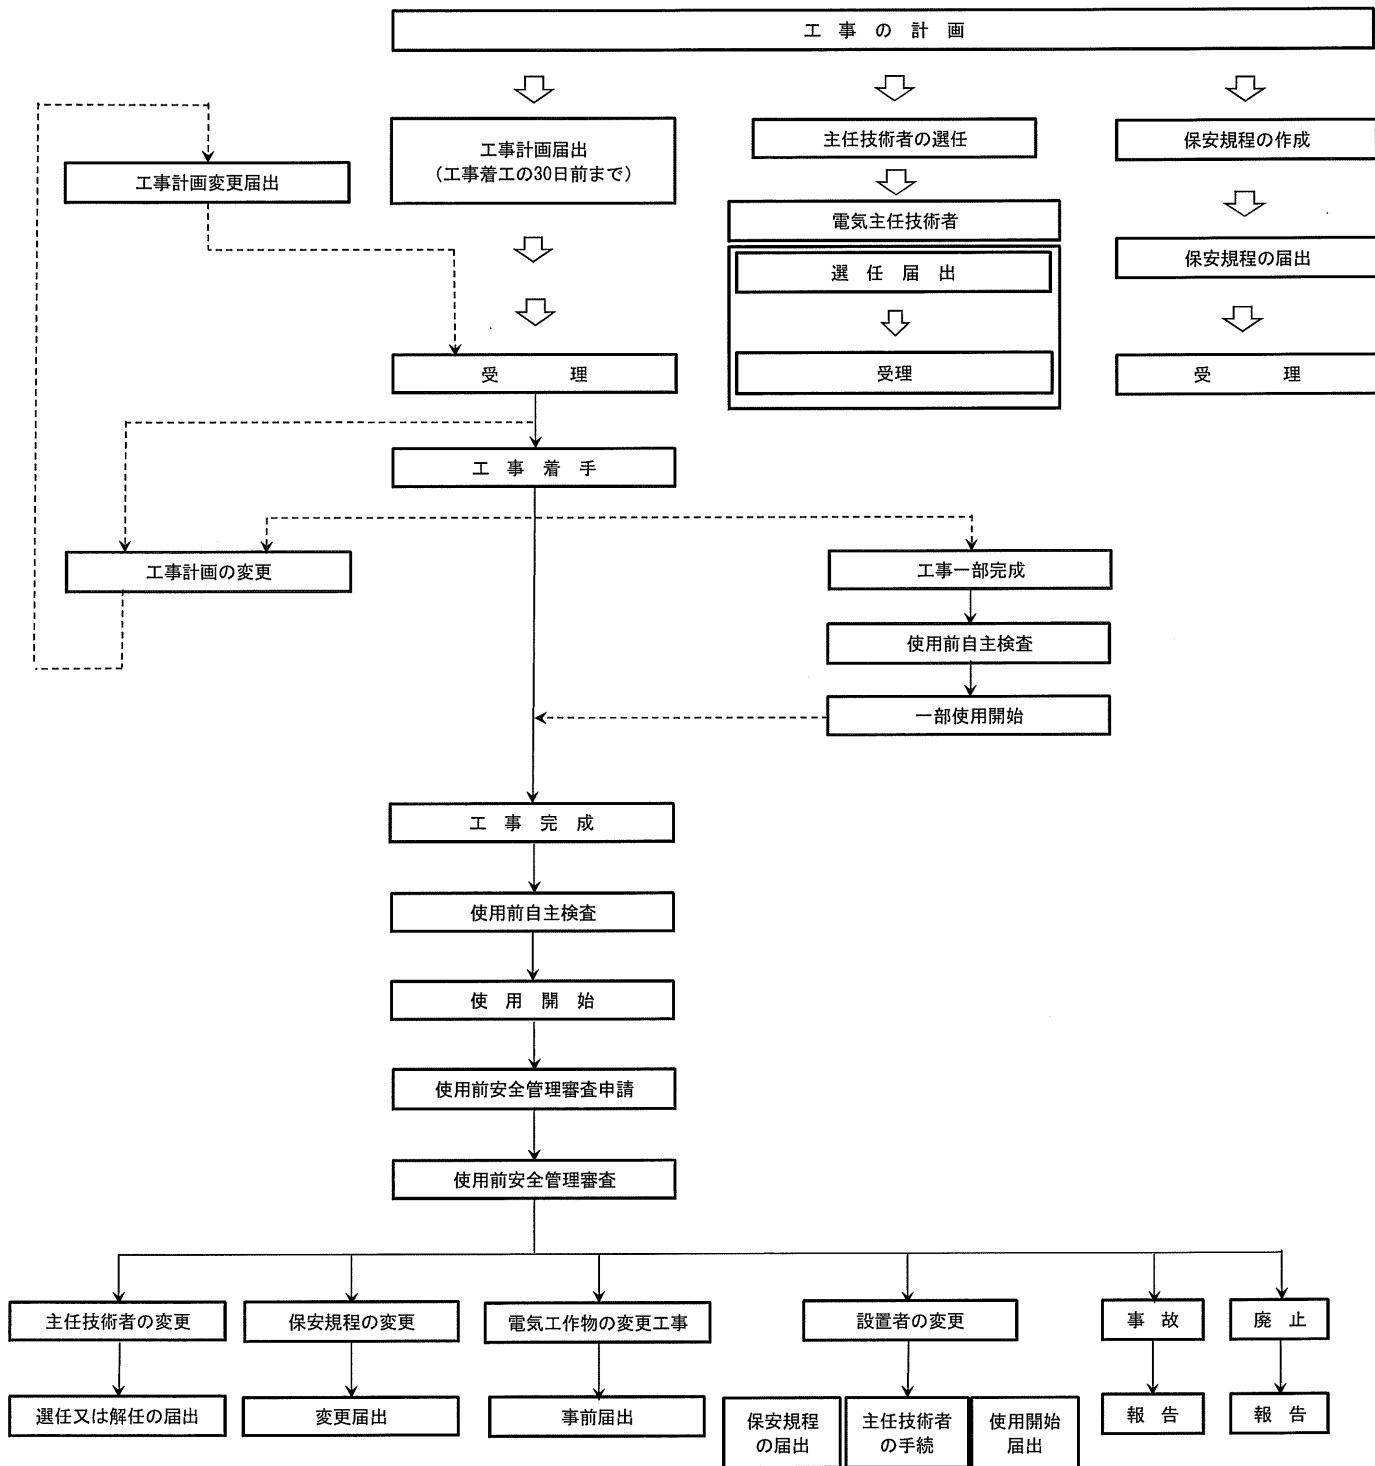 工事の計画
工事計画届出
(工事着工の30日前まで)
主任技術者の選任
保安規程の作成
工事計画変更届出
電気主任技術者
選任届出
保安規程の届出
受理
受理
受理
工事着手
工事計画の変更
工事一部完成
使用前自主検査
一部使用開始
工事完成
使用前自主検査
使用開始
使用前安全管理審査申請
使用前安全管理審査
主任技術者の変更
保安規程の変更
電気工作物の変更工事
設置者の変更
事故
廃止
選任又は解任の届出
変更届出
事前届出
保安規程
の届出
主任技術者
の手続
使用開始
届出
報告
報告